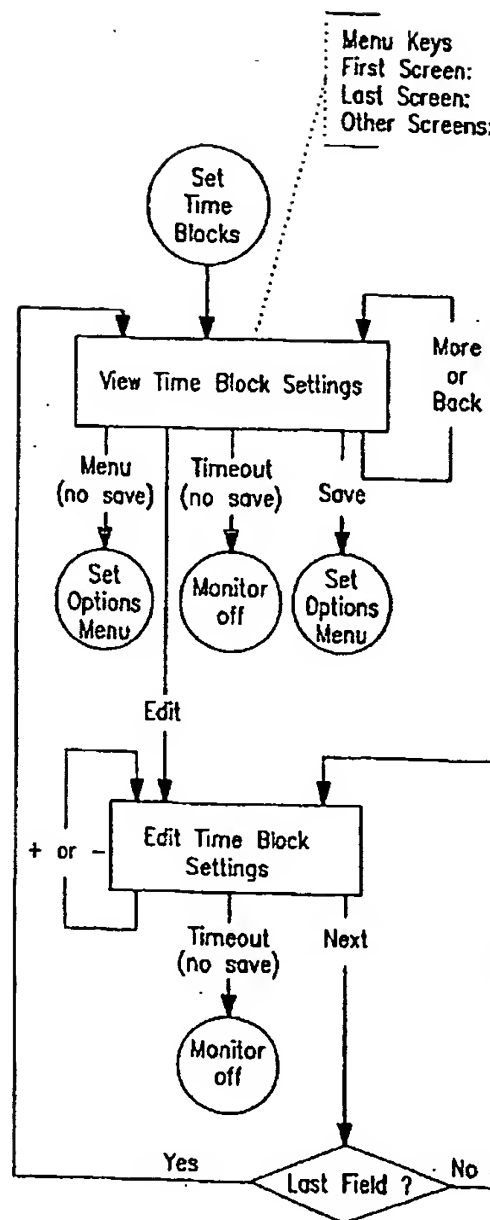 Menu Keys
First Screen:
Last Screen:
Other Screens:
Set
Time
Blocks
View Time Block Settings
More
or
Back
Menu
(no save)
Timeout
(no save)
Save
Set
Options
Menu
Monitor
off
Set
Options
Menu
Edit
+ or -
Edit Time Block
Settings
Timeout
(no save)
Next
Monitor
off
Yes
Last Field ?
No